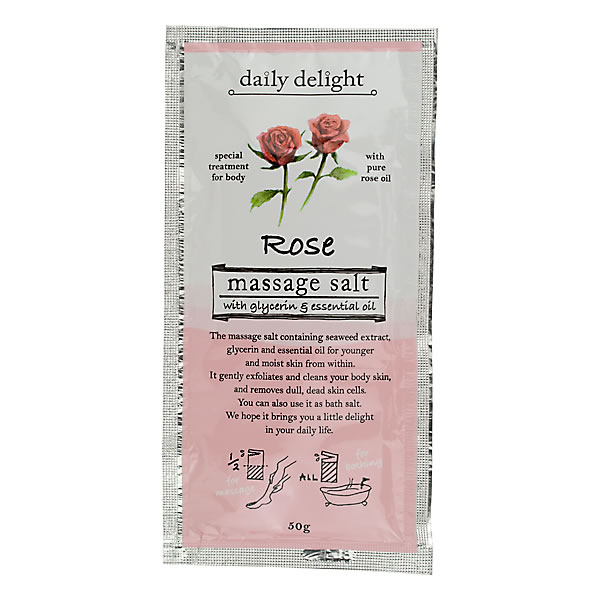 daily delight
special
treatment
for body
with
pure
rose oil
Rose
massage salt
with glycerin & essential oil
The massage salt containing seaweed extract,
glycerin and essential oil for younger
and moist skin from within.
It gently exfoliates and cleans your body skin,
and removes dull, dead skin cells.
You can also use it as bath salt.
We hope it brings you a little delight
in your daily life.
1/2
for
massage
ALL
for
bathing
50g